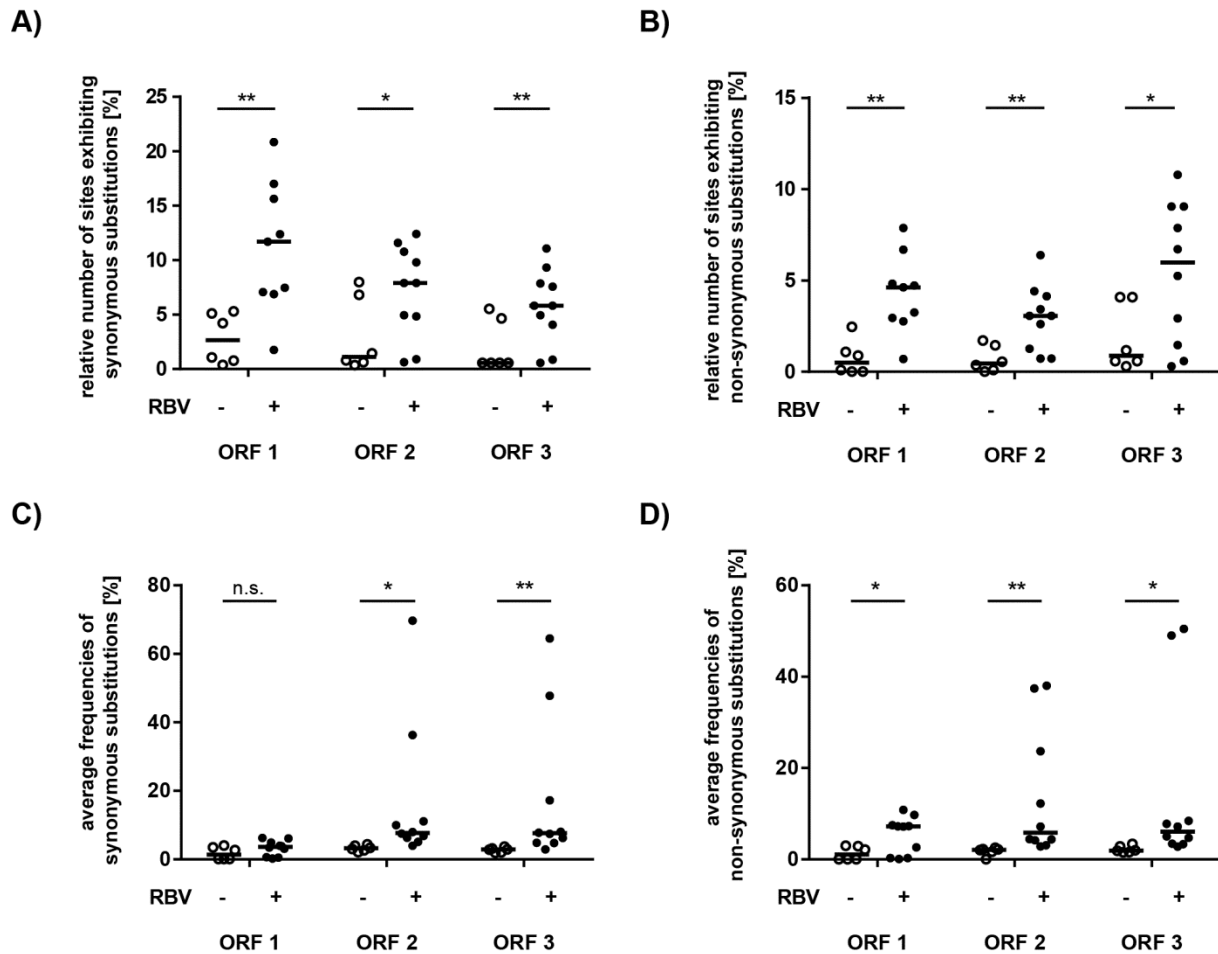 A)
relative number of sites exhibiting
synonymous substitutions [%]
25
20
15
10
5
0
** * **
RBV - + - + - +
ORF 1 ORF 2 ORF 3
B)
relative number of sites exhibiting
non-synonymous substitutions [%]
15
10
5
0
** ** *
RBV - + - + - +
ORF 1 ORF 2 ORF 3
C)
average frequencies of
synonymous substitutions [%]
80
60
40
20
0
n.s. * **
RBV - + - + - +
ORF 1 ORF 2 ORF 3
D)
average frequencies of
non-synonymous substitutions [%]
60
40
20
0
* ** *
RBV - + - + - +
ORF 1 ORF 2 ORF 3